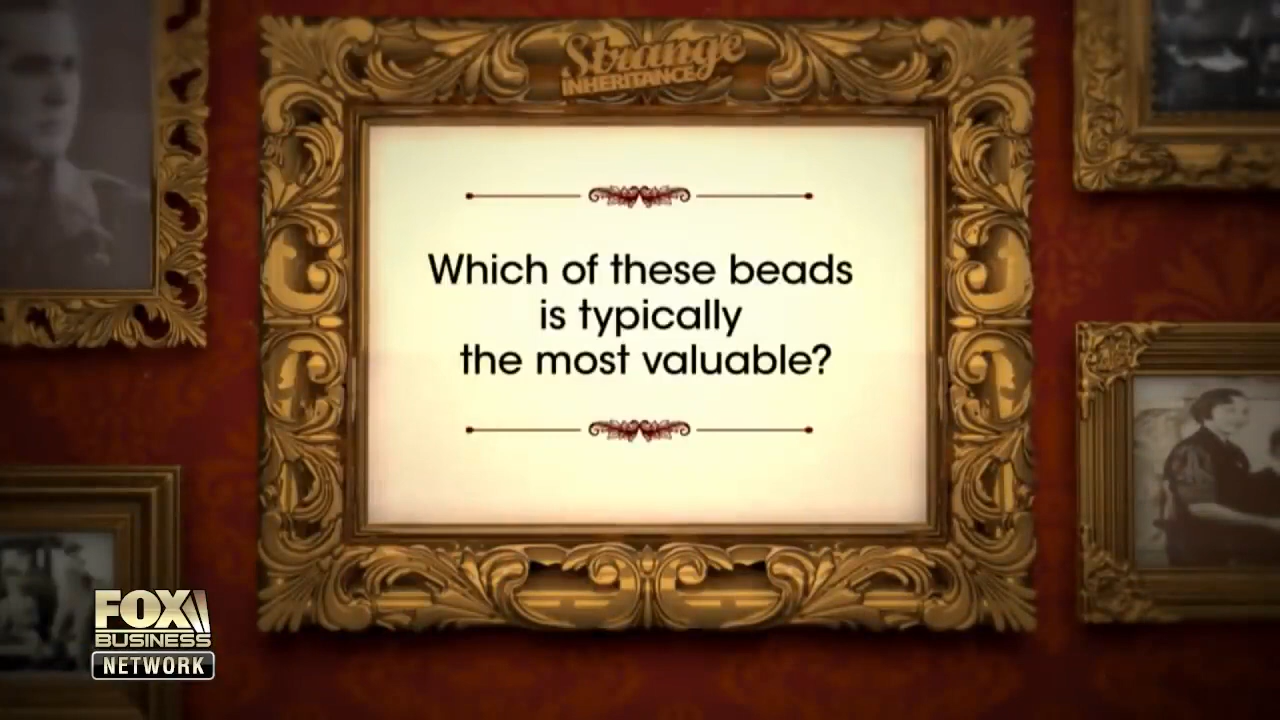 Strange
INHERITANCE
Which of these beads
is typically
the most valuable?
FOX
BUSINESS
NETWORK